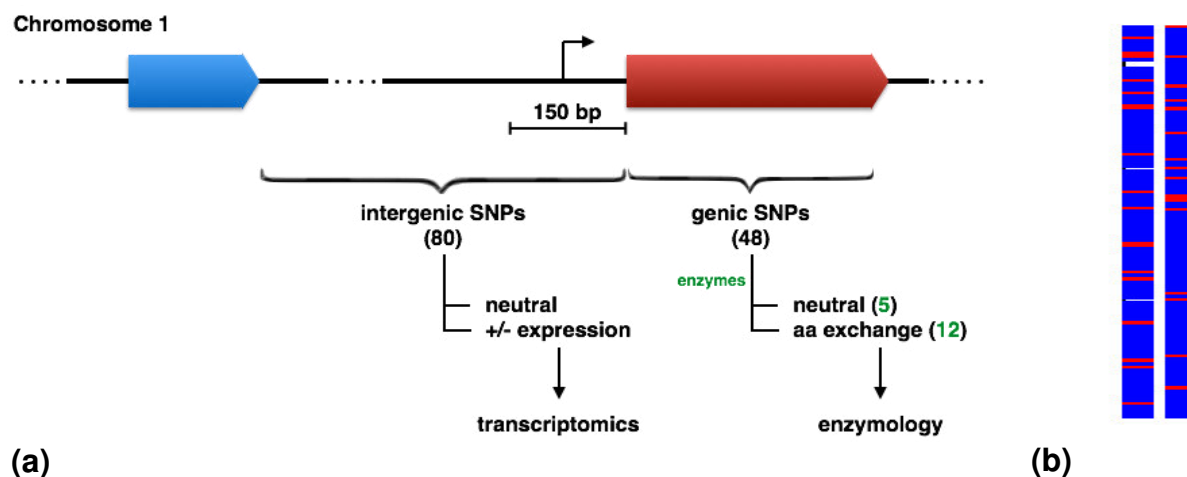 Chromosome 1
150 bp
intergenic SNPs
(80)
genic SNPs
(48)
enzymes
neutral
+/- expression
neutral (5)
aa exchange (12)
transcriptomics
enzymology
(a)
(b)